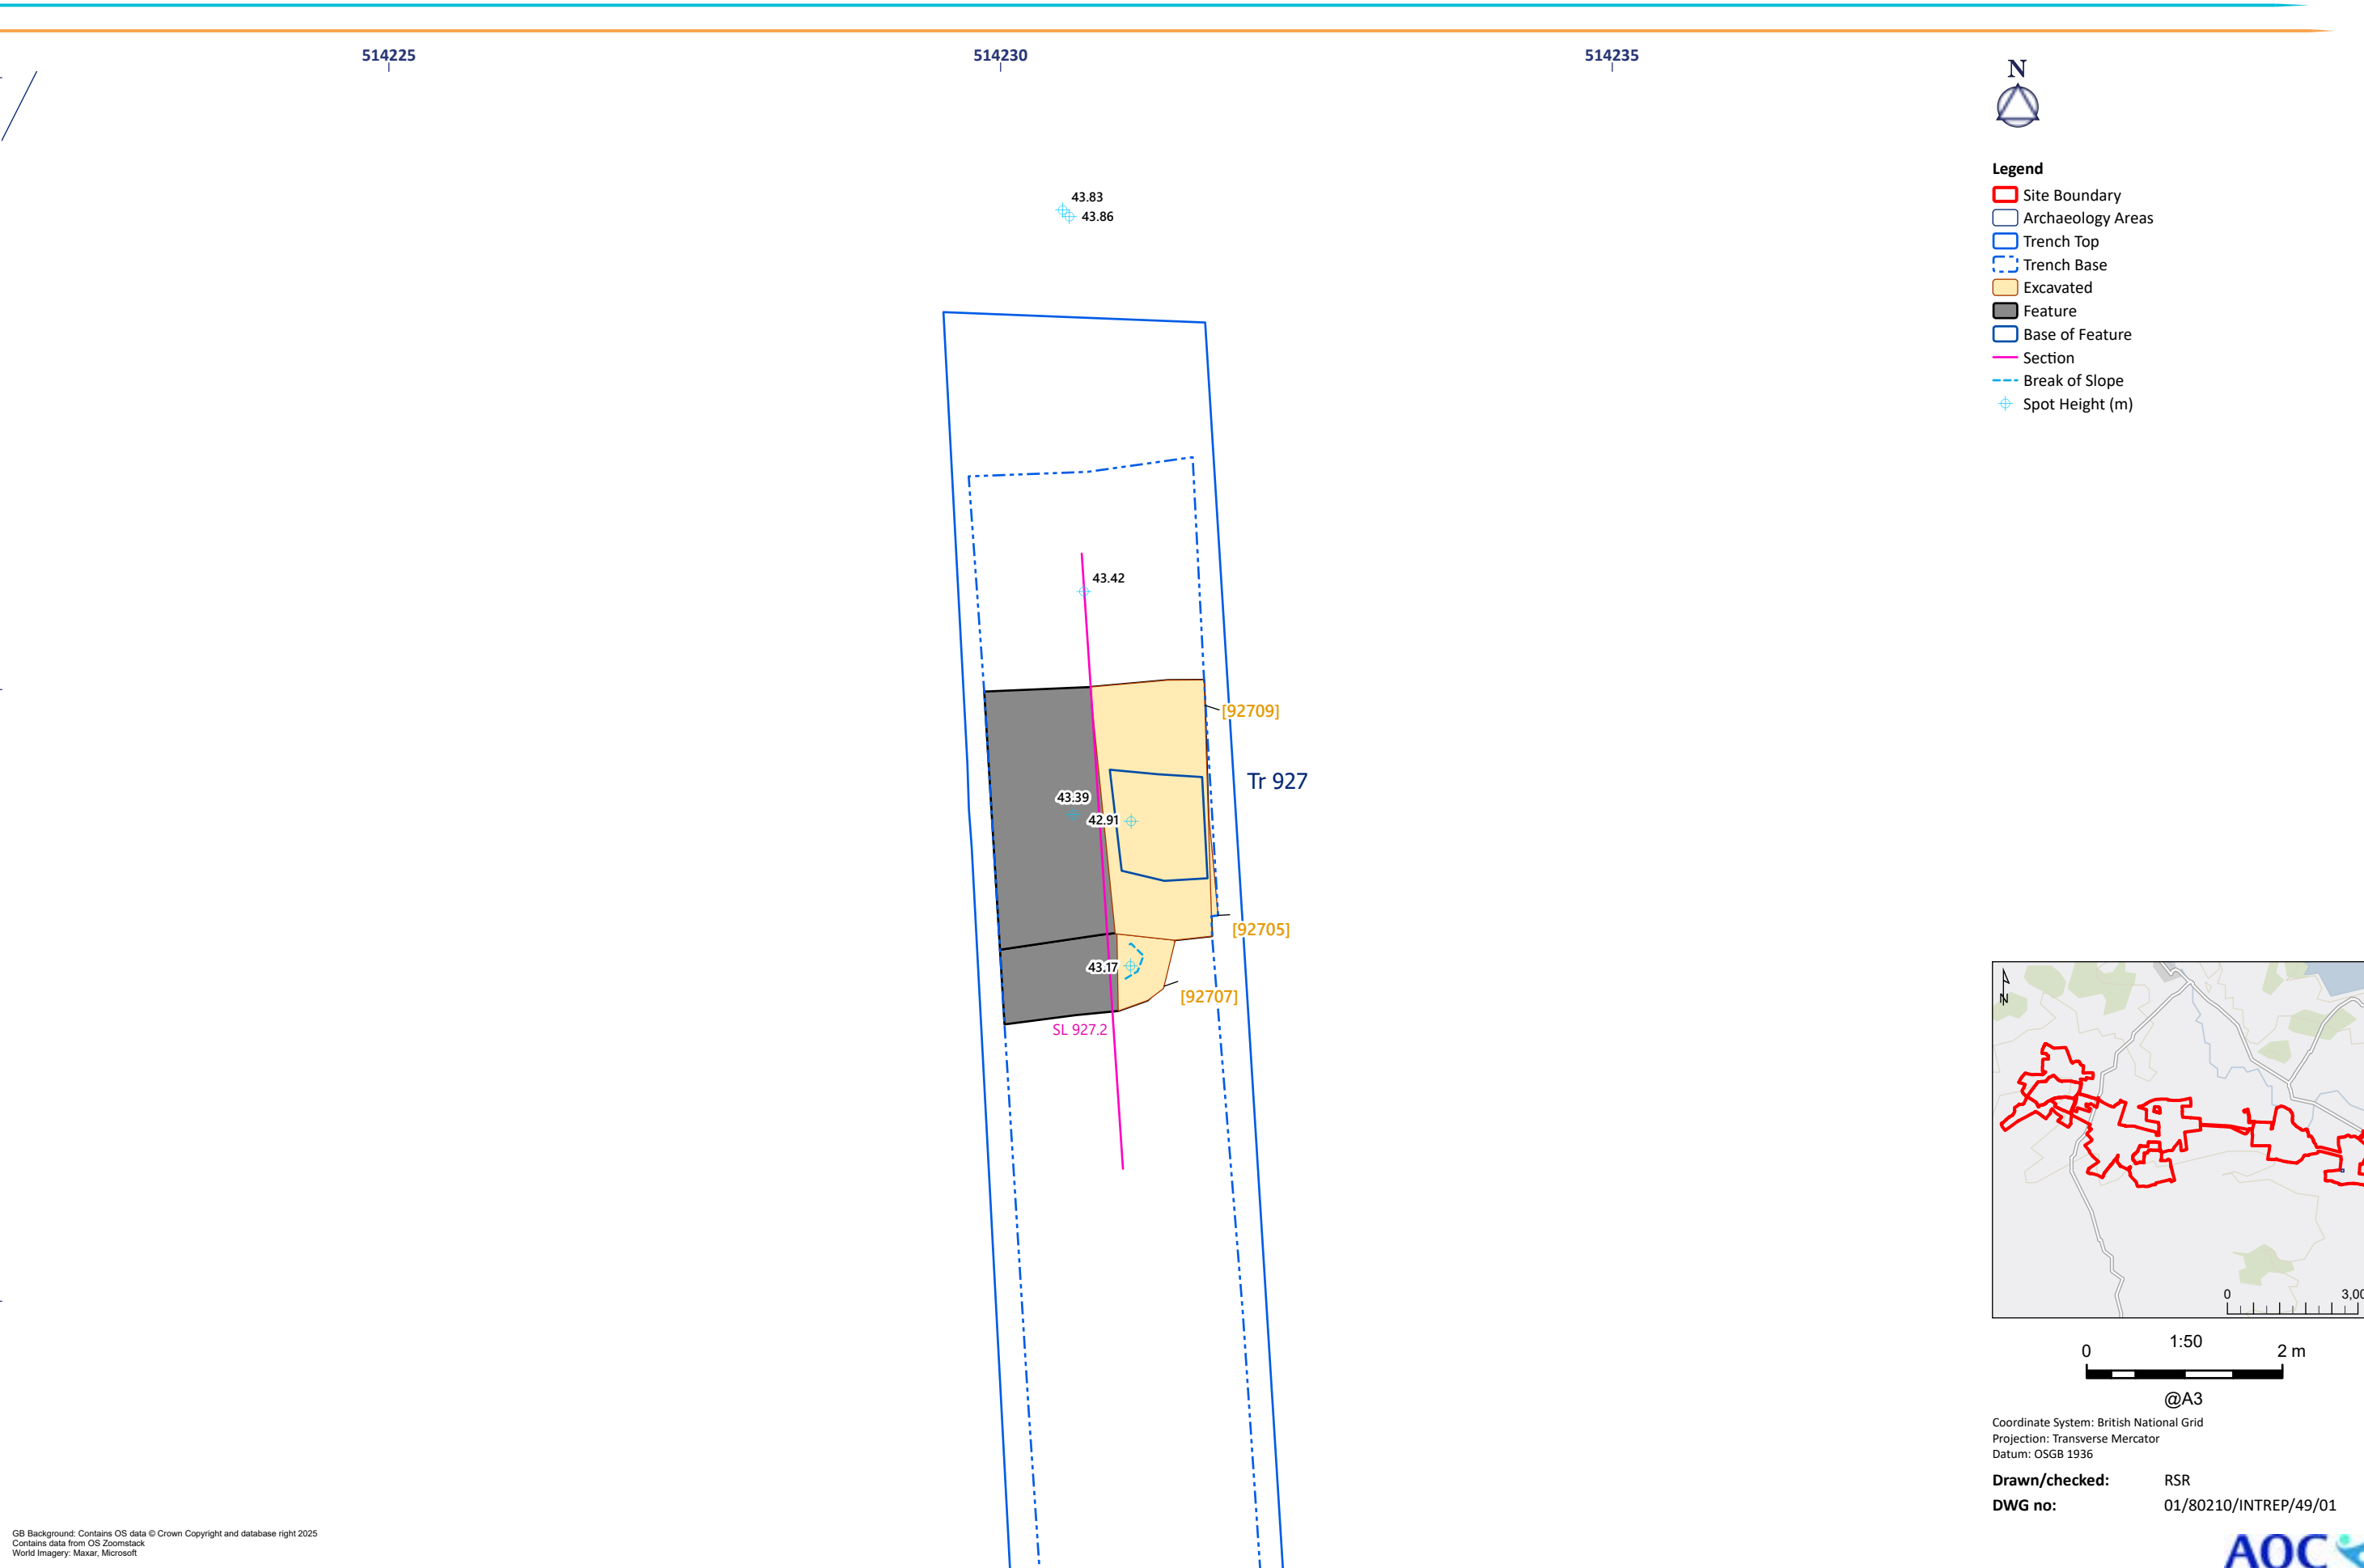 514225
514230
514235
N
Legend
Site Boundary
Archaeology Areas
Trench Top
Trench Base
Excavated
Feature
Base of Feature
Section
Break of Slope
Spot Height (m)
43.83
43.86
43.42
[92709]
Tr 927
43.39
42.91
[92705]
43.17
[92707]
SL 927.2
N
0
3,00
1:50
0
2 m
@A3
Coordinate System: British National Grid
Projection: Transverse Mercator
Datum: OSGB 1936
Drawn/checked: RSR
DWG no: 01/80210/INTREP/49/01
GB Background: Contains OS data © Crown Copyright and database right 2025
Contains data from OS Zoomstack
World Imagery: Maxar, Microsoft
AOC